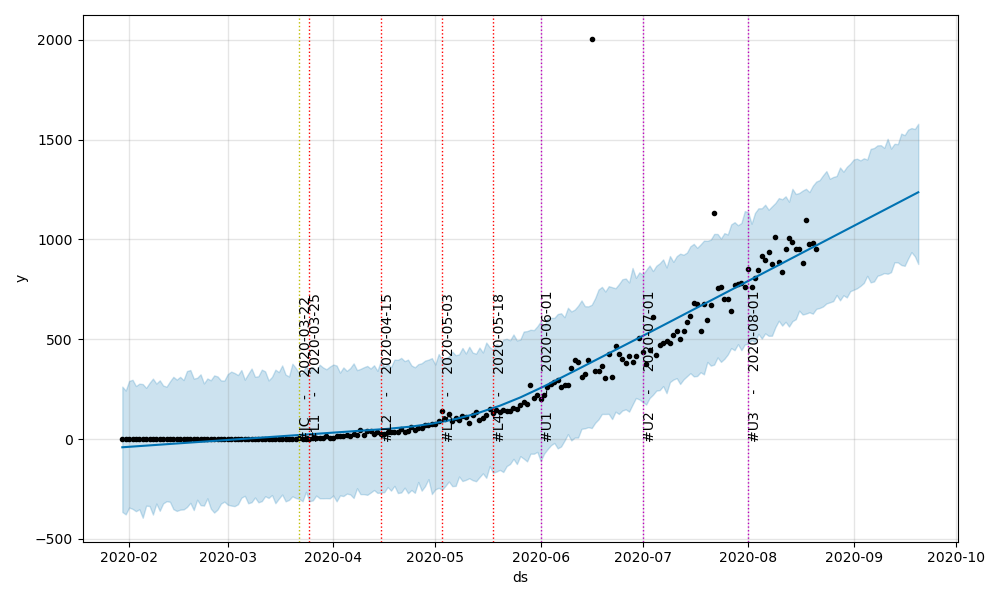 2000
1500
1000
500
0
−500
y
#JC - 2020-03-22
#L1 - 2020-03-25
#L2 - 2020-04-15
#L3 - 2020-05-03
#L4 - 2020-05-18
#U1 - 2020-06-01
#U2 - 2020-07-01
#U3 - 2020-08-01
2020-02 2020-03 2020-04 2020-05 2020-06 2020-07 2020-08 2020-09 2020-10
ds